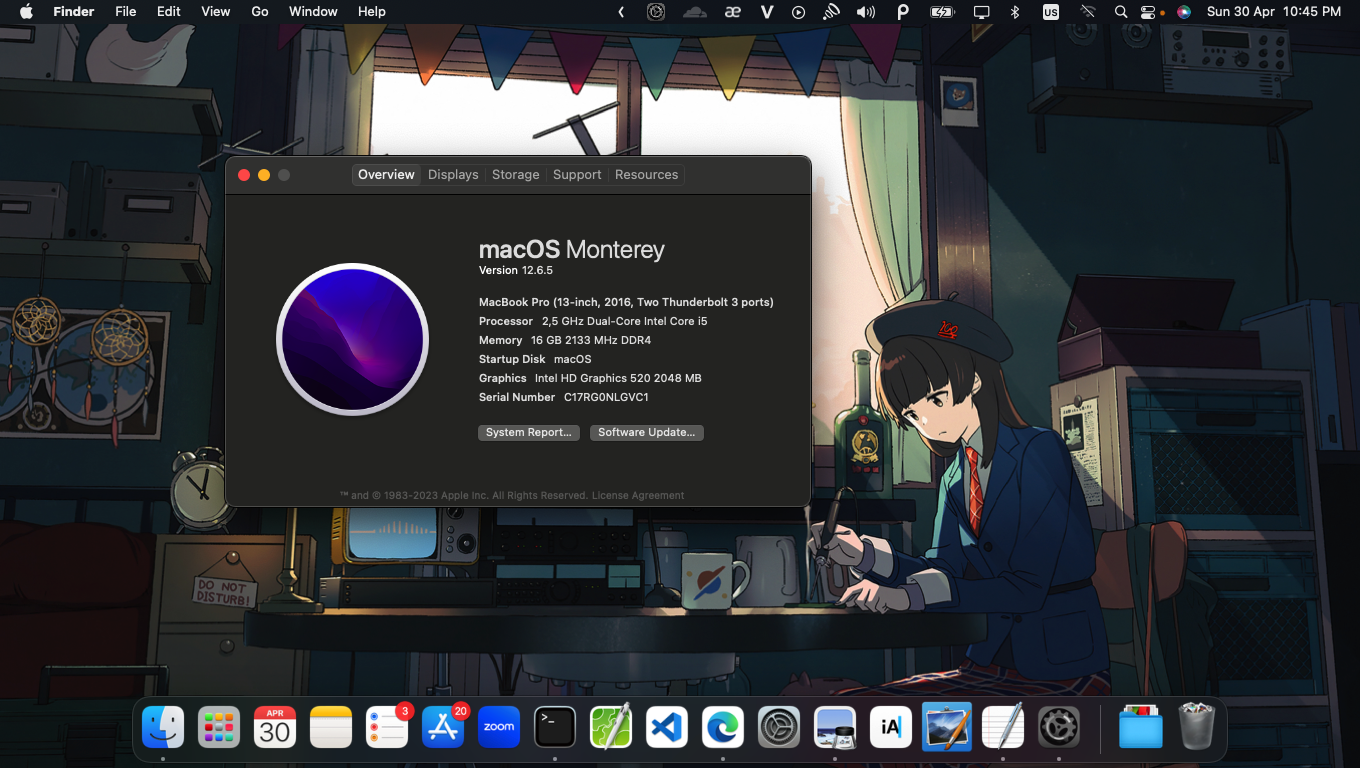 Finder File Edit View Go Window Help US Sun 30 Apr 10:45 PM
Overview Displays Storage Support Resources
macOS Monterey
Version 12.6.5
MacBook Pro (13-inch, 2016, Two Thunderbolt 3 ports)
Processor 2,5 GHz Dual-Core Intel Core i5
Memory 16 GB 2133 MHz DDR4
Startup Disk macOS
Graphics Intel HD Graphics 520 2048 MB
Serial Number C17RG0NLGVC1
System Report... Software Update...
™ and © 1983-2023 Apple Inc. All Rights Reserved. License Agreement
100
DO NOT
DISTURB!
APR
30
3
20
zoom
>_
iA